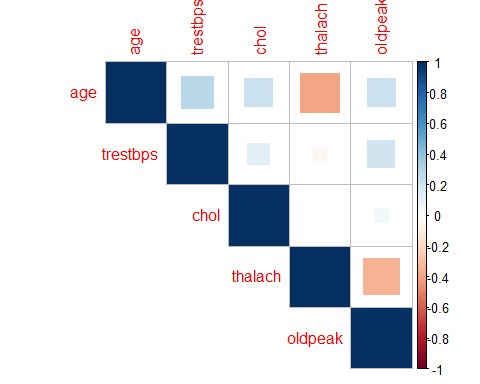 age
trestbps
chol
thalach
oldpeak
age
trestbps
chol
thalach
oldpeak
1
0.8
0.6
0.4
0.2
0
-0.2
-0.4
-0.6
-0.8
-1